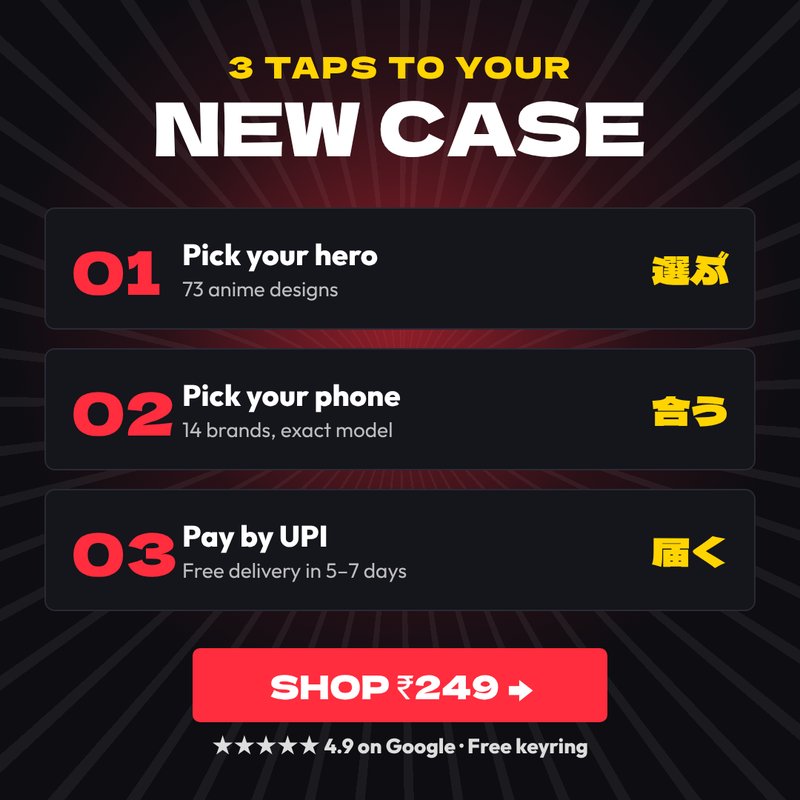 3 TAPS TO YOUR
NEW CASE
01
Pick your hero
73 anime designs
選ぶ
02
Pick your phone
14 brands, exact model
合う
03
Pay by UPI
Free delivery in 5–7 days
届く
SHOP ₹249 →
★★★★★ 4.9 on Google · Free keyring